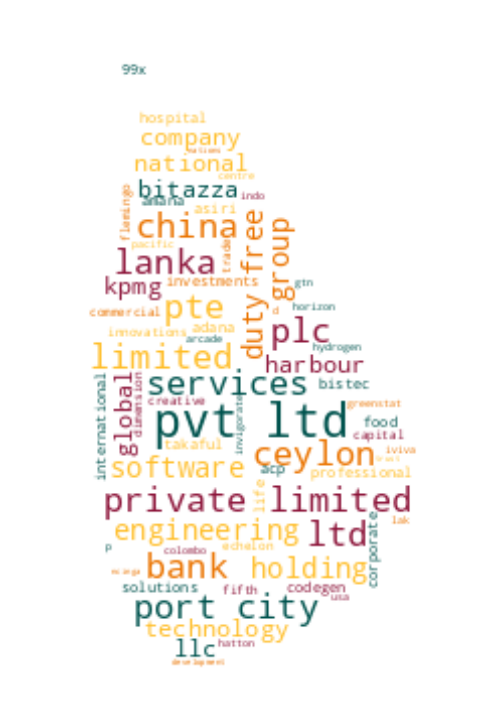 99x
hospital
company
nations
national
centre
bitazza
indo
amana
flamingo
asiri
china
duty free
group
pacific
trade
lanka
kpmg
investments
gtn
pte
horizon
commercial
d
plc
innovations
adana
arcade
hydrogen
limited
harbour
services
bistec
international
global
dimension
creative
invigorate
greenstat
pvt ltd
food
capital
takaful
ceylon
iviva
software
acp
professional
life
private limited
lak
engineering
ltd
corporate
p
colombo
echelon
bank
holding
solutions
fifth
codegen
usa
port city
technology
llc
hatton
development